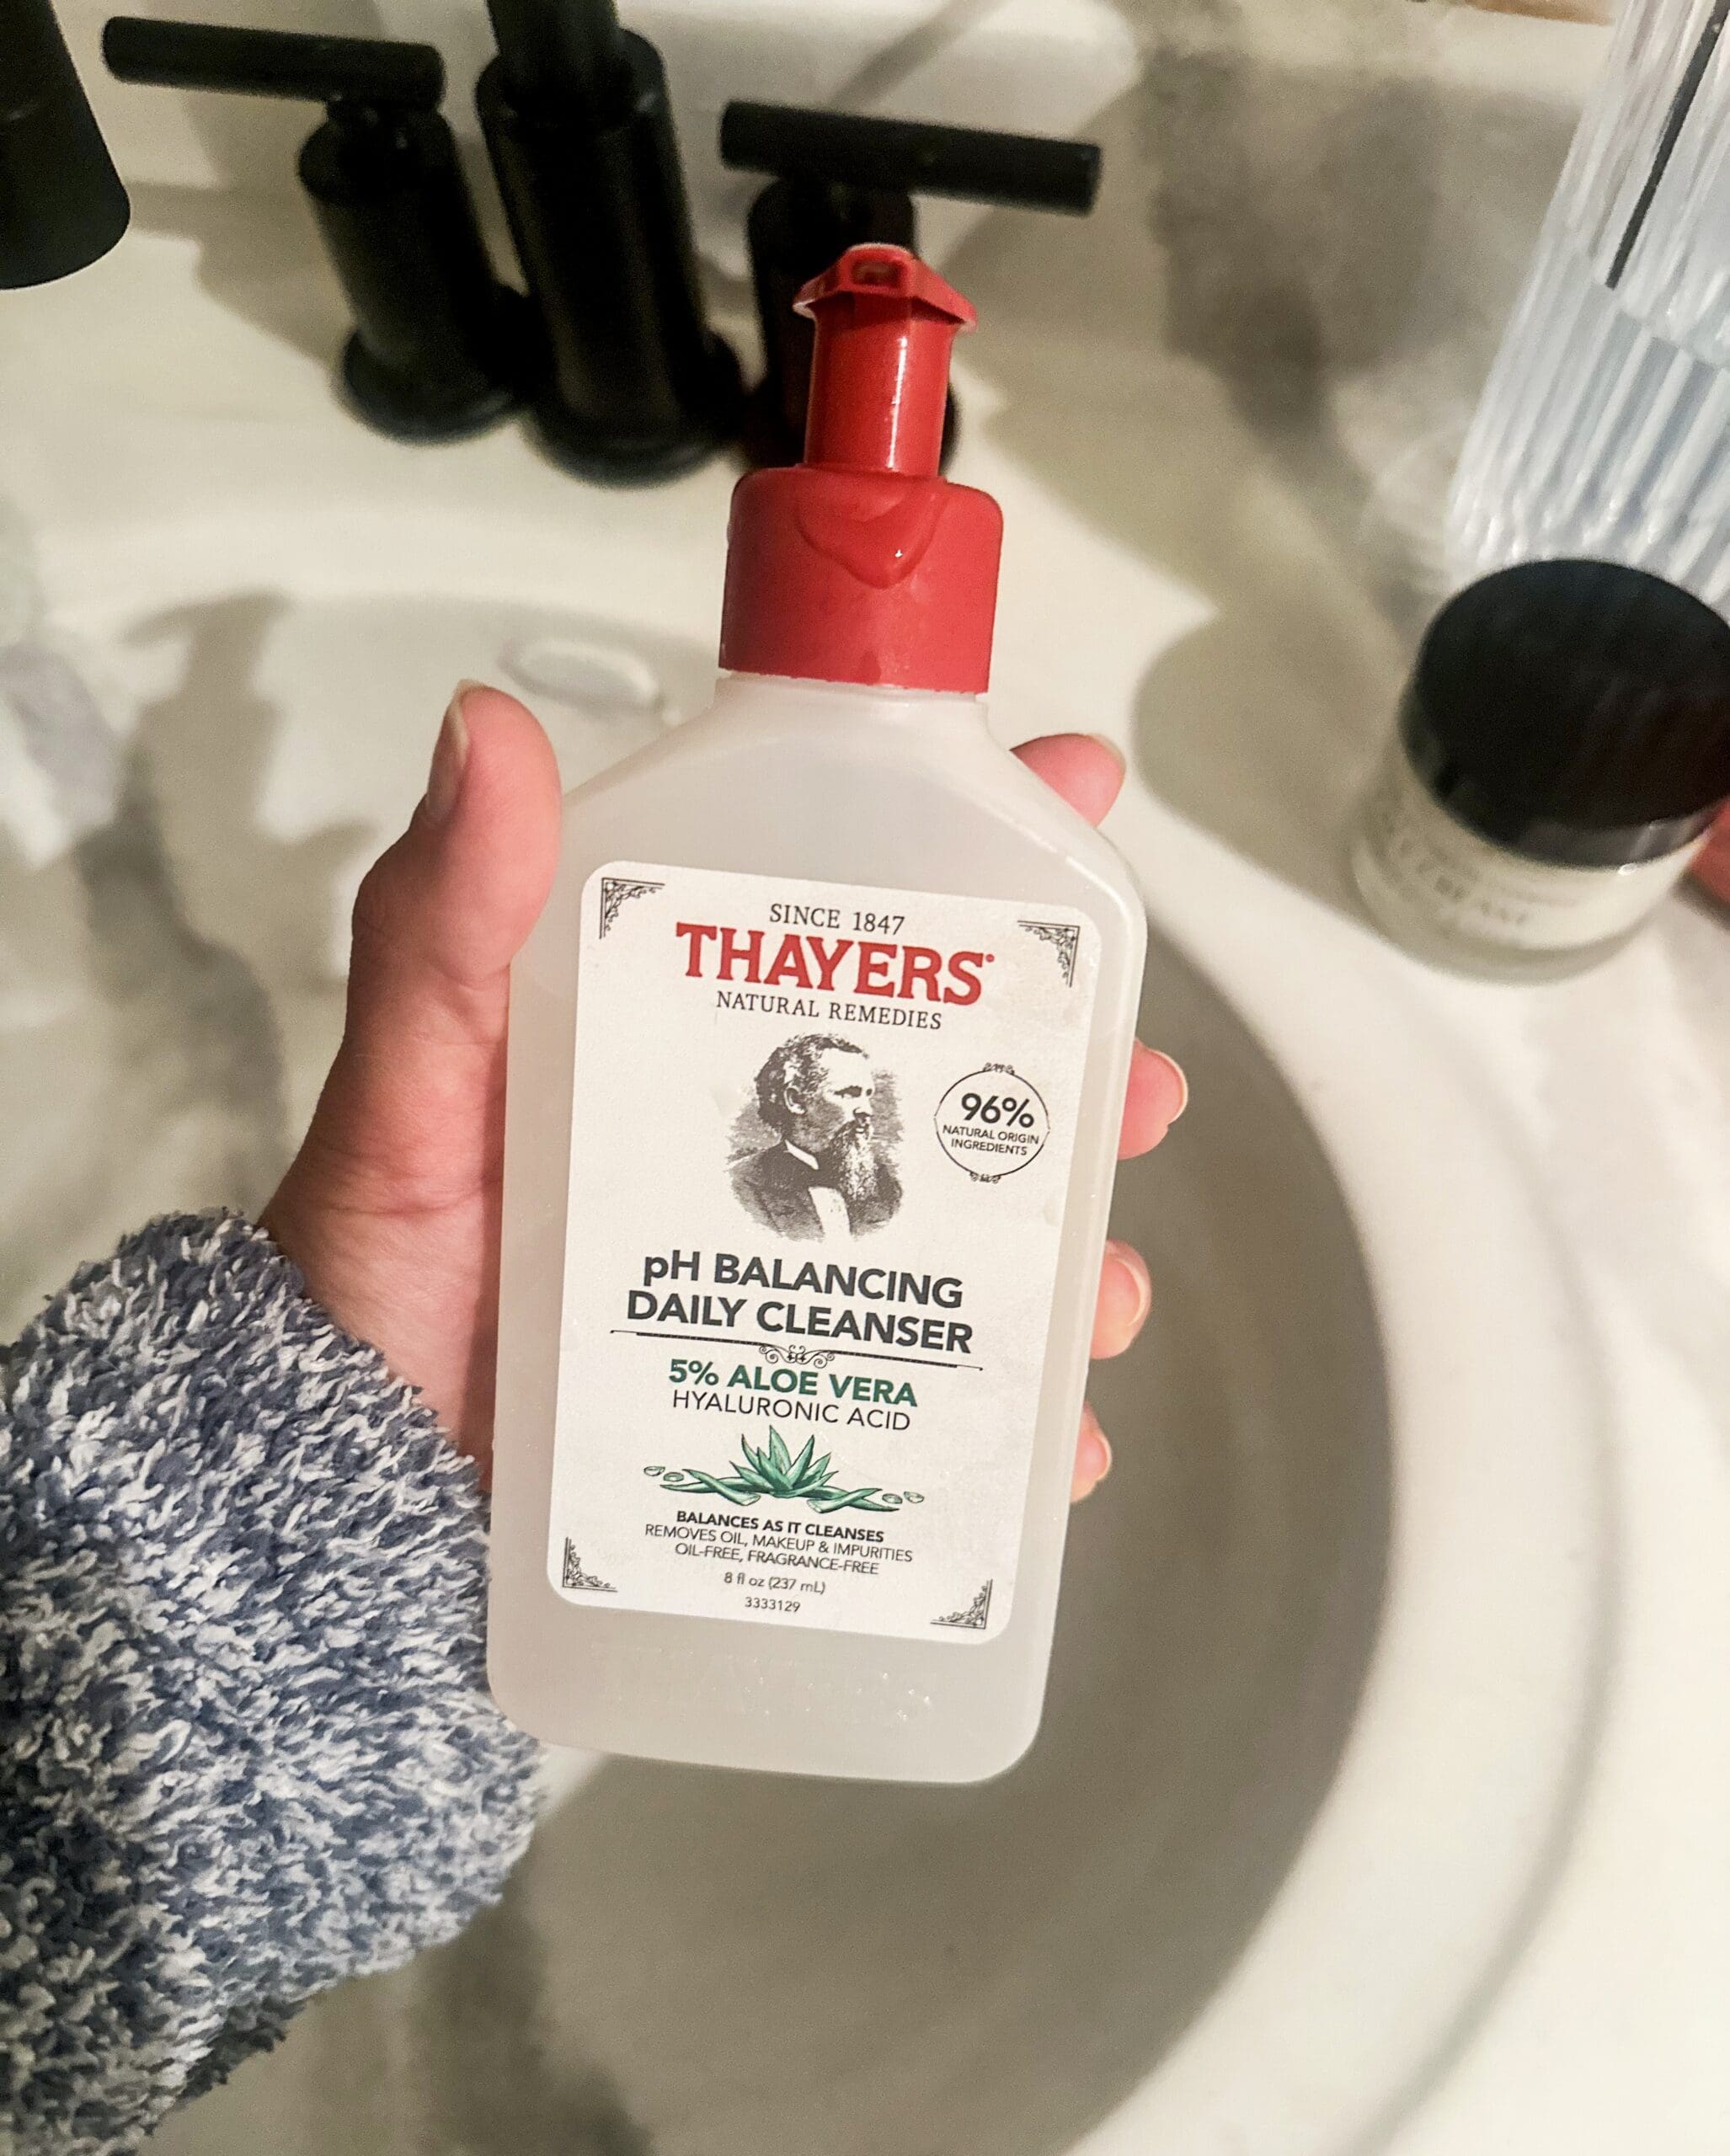 SINCE 1847
THAYERS®
NATURAL REMEDIES
96%
NATURAL ORIGIN
INGREDIENTS
pH BALANCING
DAILY CLEANSER
5% ALOE VERA
HYALURONIC ACID
BALANCES AS IT CLEANSES
REMOVES OIL, MAKEUP & IMPURITIES
OIL-FREE, FRAGRANCE-FREE
8 fl oz (237 mL)
3333129